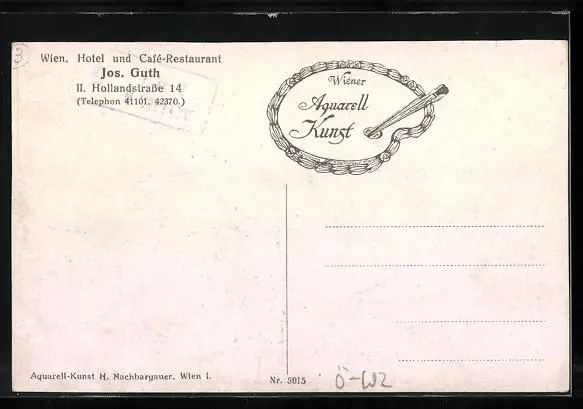 Wien, Hotel und Café-Restaurant
Jos. Guth
II. Hollandstraße 14
(Telephon 41101, 42370.)
Wiener
Aquarell
Kunst
Aquarell-Kunst H. Nachbargauer, Wien I.
Nr. 5015
Ö-W2